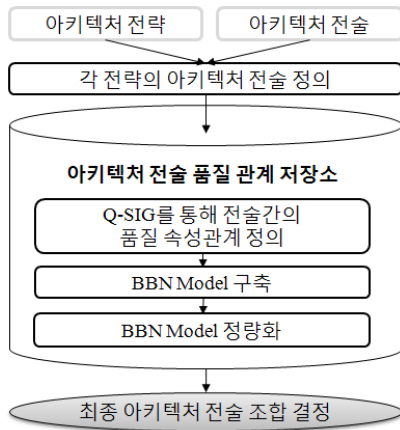 아키텍처 전략
아키텍처 전술
각 전략의 아키텍처 전술 정의
아키텍처 전술 품질 관계 저장소
Q-SIG를 통해 전술간의
품질 속성관계 정의
BBN Model 구축
BBN Model 정량화
최종 아키텍처 전술 조합 결정